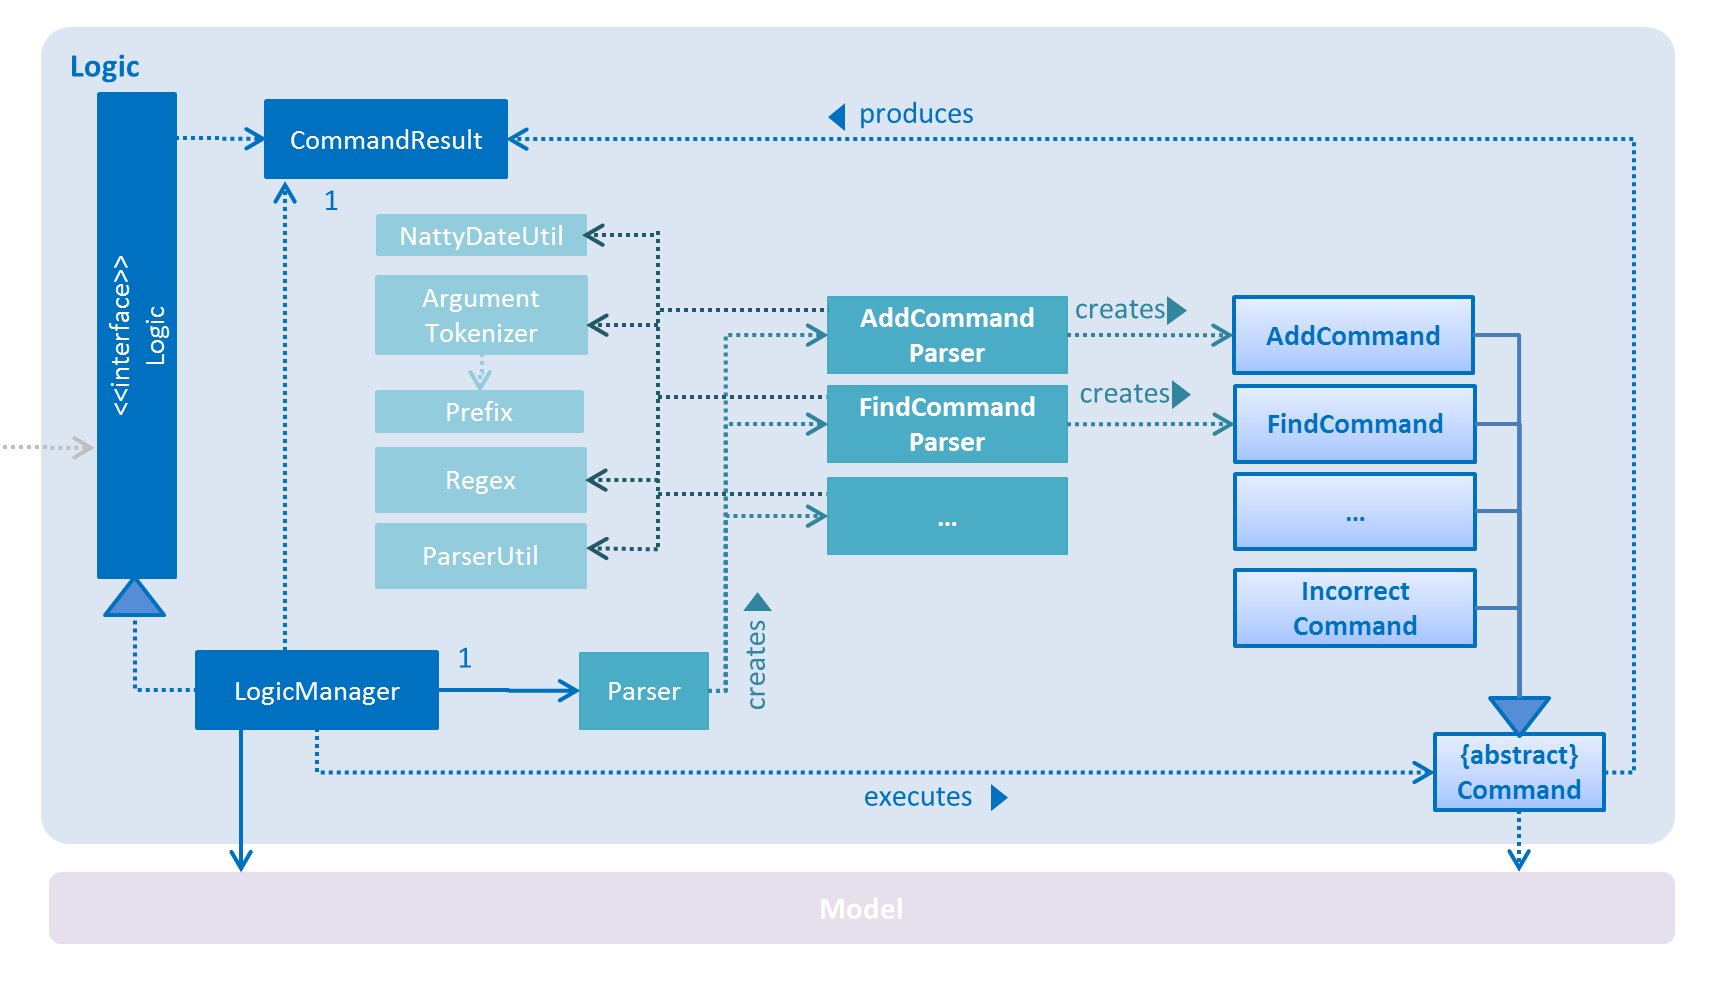 Logic
<<interface>>
Logic
CommandResult
produces
1
NattyDateUtil
Argument
Tokenizer
Prefix
Regex
ParserUtil
AddCommand
Parser
creates
AddCommand
FindCommand
Parser
creates
FindCommand
...
...
Incorrect
Command
LogicManager
1
Parser
creates
executes
{abstract}
Command
Model